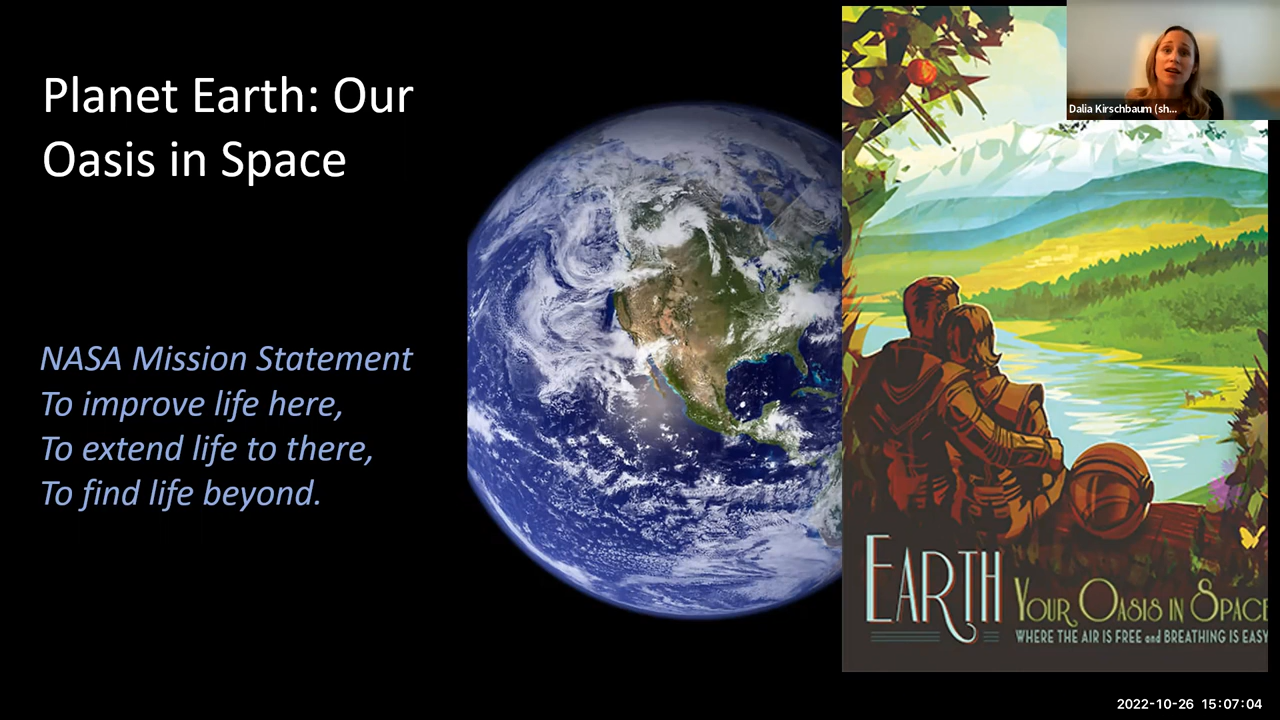 Planet Earth: Our
Oasis in Space
NASA Mission Statement
To improve life here,
To extend life to there,
To find life beyond.
Dalia Kirschbaum (sh...
EARTH
YOUR OASIS IN SPACE
WHERE THE AIR IS FREE and BREATHING IS EASY
2022-10-26 15:07:04